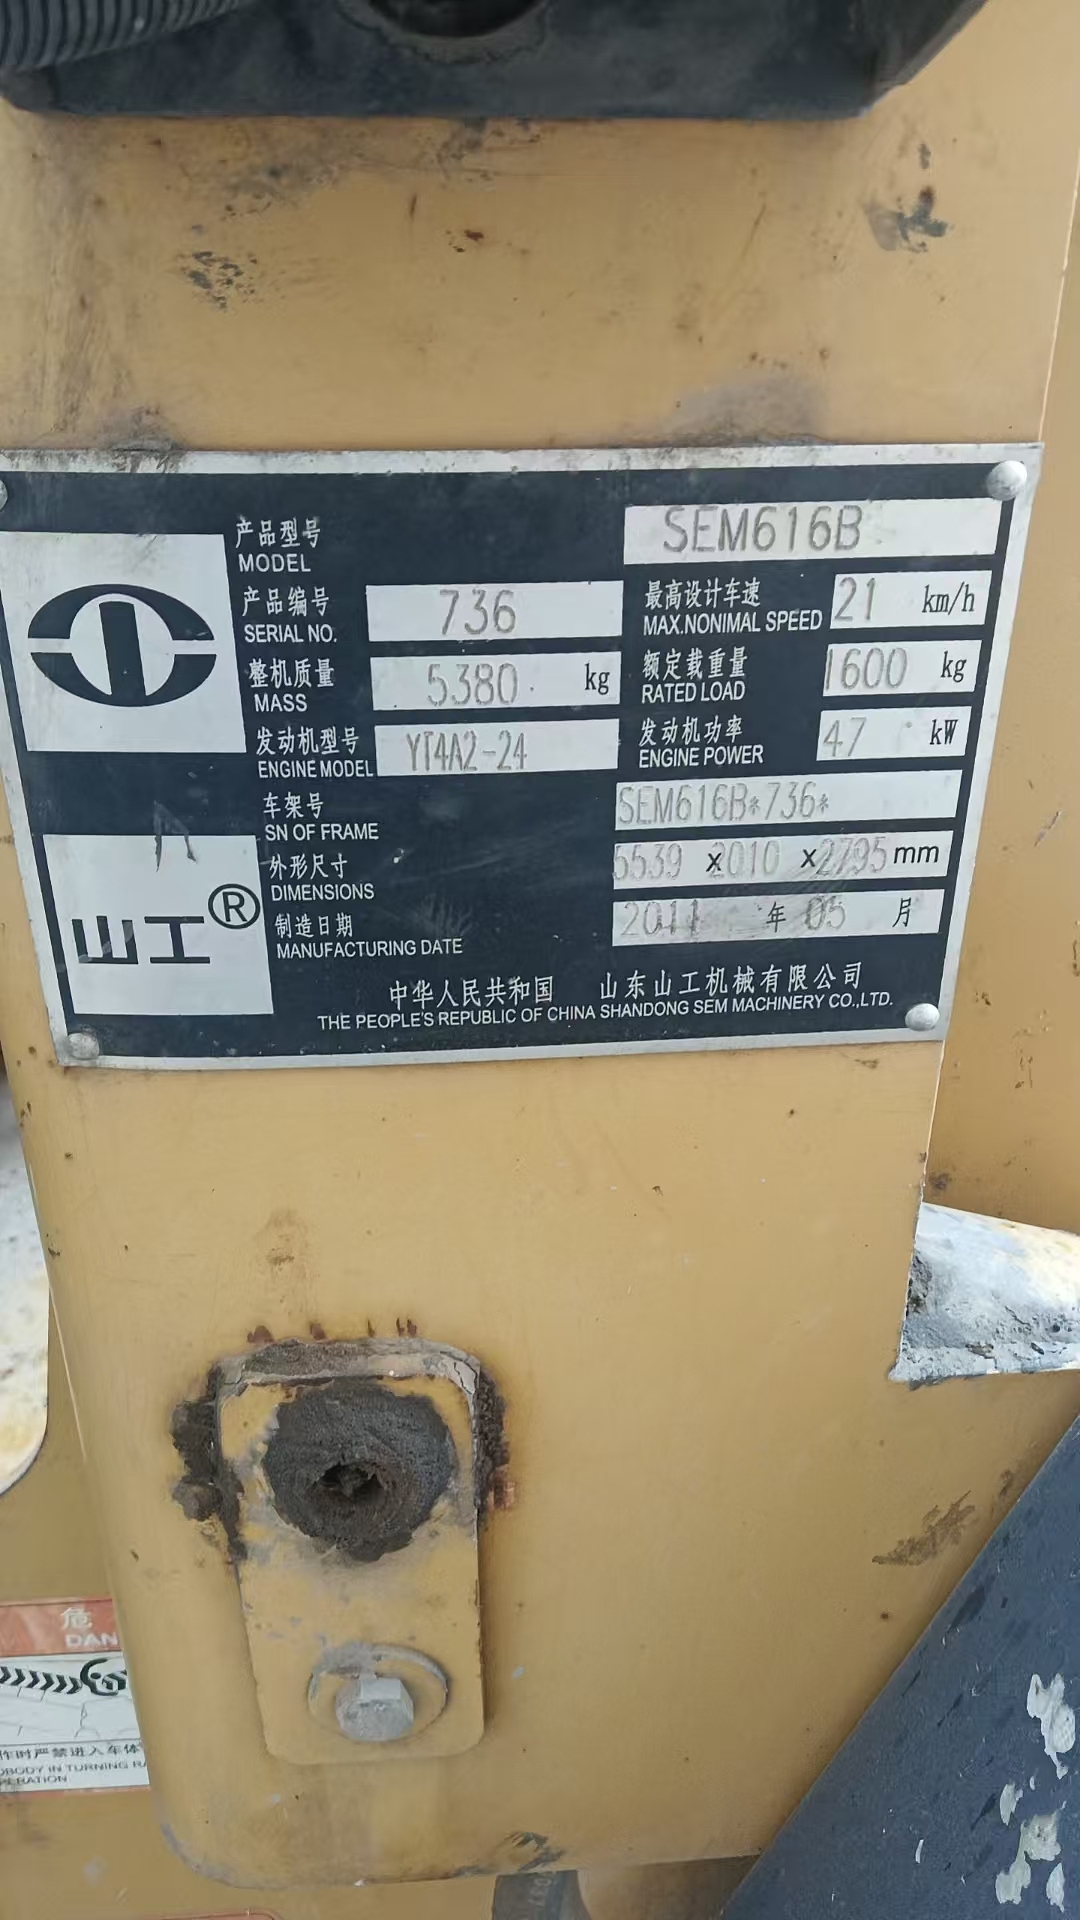 产品型号 SEM616B
MODEL
产品编号 736 最高设计车速 21 km/h
SERIAL NO. MAX.NONIMAL SPEED
整机质量 5380 kg 额定载重量 1600 kg
MASS RATED LOAD
发动机型号 YT4A2-24 发动机功率 47 kW
ENGINE MODEL ENGINE POWER
车架号 SEM616B*736*
SN OF FRAME
外形尺寸 5539 x2010 x2795mm
DIMENSIONS
山工®
制造日期 2011 年 05 月
MANUFACTURING DATE
中华人民共和国 山东山工机械有限公司
THE PEOPLE'S REPUBLIC OF CHINA SHANDONG SEM MACHINERY CO.,LTD.
危
DAN
作时严禁进入车体
OBODY IN TURNING RA
PERATION